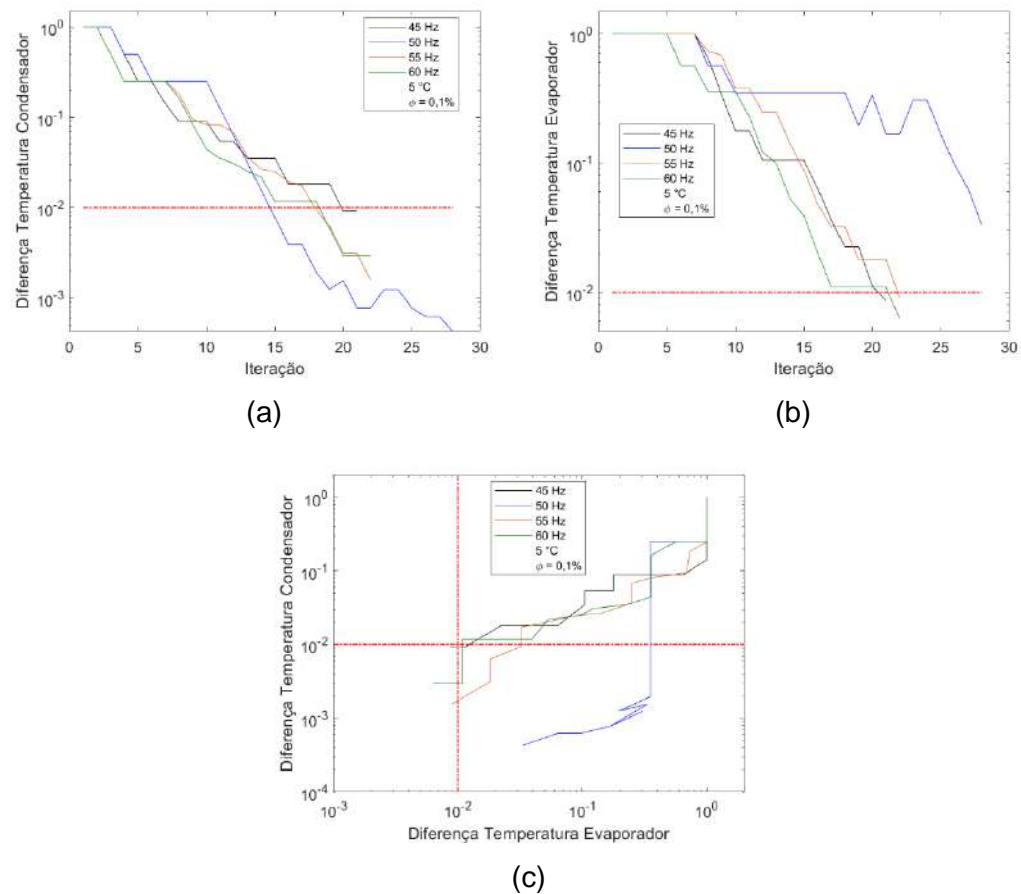 Diferença Temperatura Condensador
10^0
10^-1
10^-2
10^-3
0
5
10
15
20
25
30
Iteração
45 Hz
50 Hz
55 Hz
60 Hz
5 °C
ϕ = 0,1%
(a)
Diferença Temperatura Evaporador
10^0
10^-1
10^-2
0
5
10
15
20
25
30
Iteração
45 Hz
50 Hz
55 Hz
60 Hz
5 °C
ϕ = 0,1%
(b)
Diferença Temperatura Condensador
10^0
10^-1
10^-2
10^-3
10^-4
10^-3
10^-2
10^-1
10^0
Diferença Temperatura Evaporador
45 Hz
50 Hz
55 Hz
60 Hz
5 °C
ϕ = 0,1%
(c)